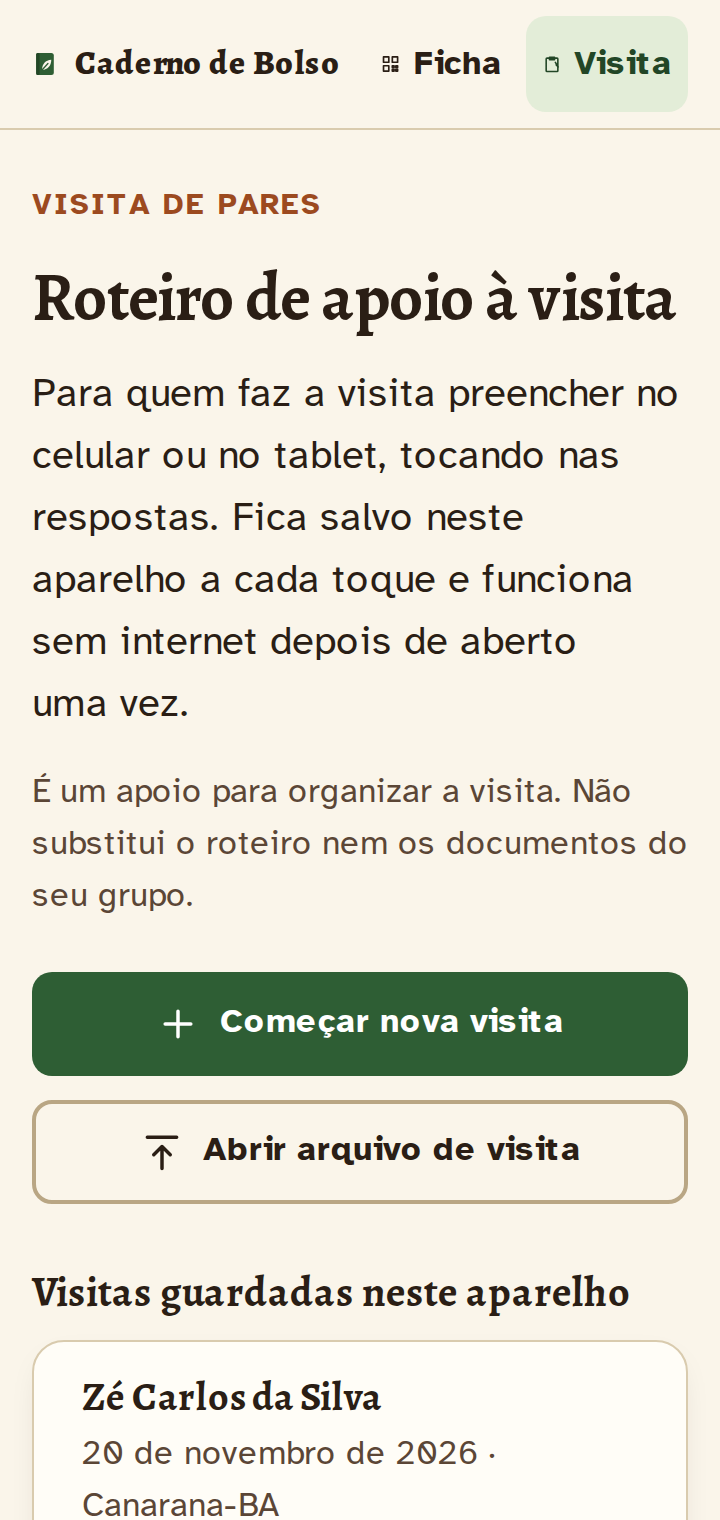 Caderno de Bolso Ficha Visita
VISITA DE PARES
Roteiro de apoio à visita
Para quem faz a visita preencher no
celular ou no tablet, tocando nas
respostas. Fica salvo neste
aparelho a cada toque e funciona
sem internet depois de aberto
uma vez.
É um apoio para organizar a visita. Não
substitui o roteiro nem os documentos do
seu grupo.
Começar nova visita
Abrir arquivo de visita
Visitas guardadas neste aparelho
Zé Carlos da Silva
20 de novembro de 2026 ·
Canarana-BA